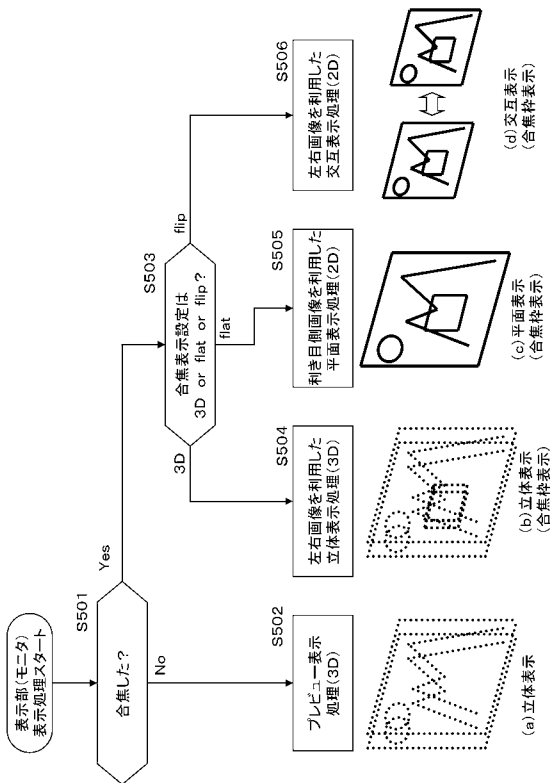 表示部(モニタ)
表示処理スタート
S501
合焦した?
Yes
No
S502
プレビュー表示
処理(3D)
S503
合焦表示設定は
3D or flat or flip?
3D
flat
flip
S504
左右画像を利用した
立体表示処理(3D)
S505
利き目側画像を利用した
平面表示処理(2D)
S506
左右画像を利用した
交互表示処理(2D)
(a)立体表示
(b)立体表示
(合焦枠表示)
(c)平面表示
(合焦枠表示)
(d)交互表示
(合焦枠表示)